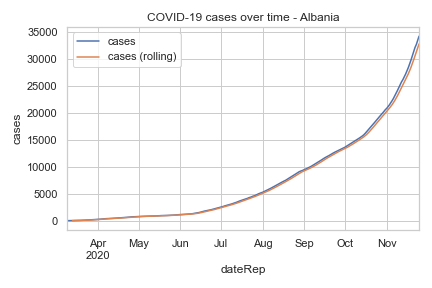 COVID-19 cases over time - Albania
cases
cases (rolling)
35000
30000
25000
20000
15000
10000
5000
0
cases
Apr May Jun Jul Aug Sep Oct Nov
2020
dateRep